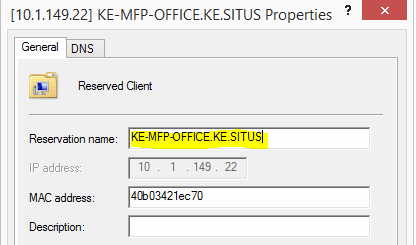 [10.1.149.22] KE-MFP-OFFICE.KE.SITUS Properties ? ×
General DNS
Reserved Client
Reservation name: KE-MFP-OFFICE.KE.SITUS
IP address: 10 . 1 . 149 . 22
MAC address: 40b03421ec70
Description: